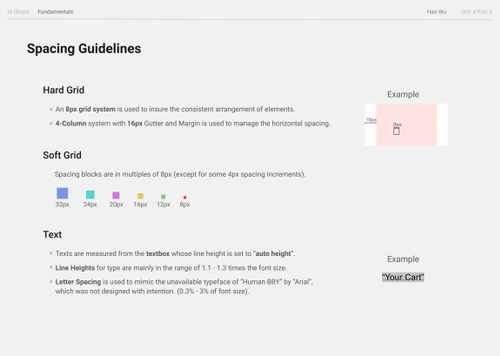 UI library Fundamentals Hao Wu Unit 4 Part 5
Spacing Guidelines
Hard Grid
An 8px grid system is used to insure the consistent arrangement of elements.
4-Column system with 16px Gutter and Margin is used to manage the horizontal spacing.
Example
16px
8px
Soft Grid
Spacing blocks are in multiples of 8px (except for some 4px spacing increments).
32px 24px 20px 16px 12px 8px
Text
Texts are measured from the textbox whose line height is set to "auto height".
Line Heights for type are mainly in the range of 1.1 - 1.3 times the font size.
Letter Spacing is used to mimic the unavailable typeface of "Human BBY" by "Arial",
which was not designed with intention. (0.3% - 3% of font size).
Example
"Your Cart"